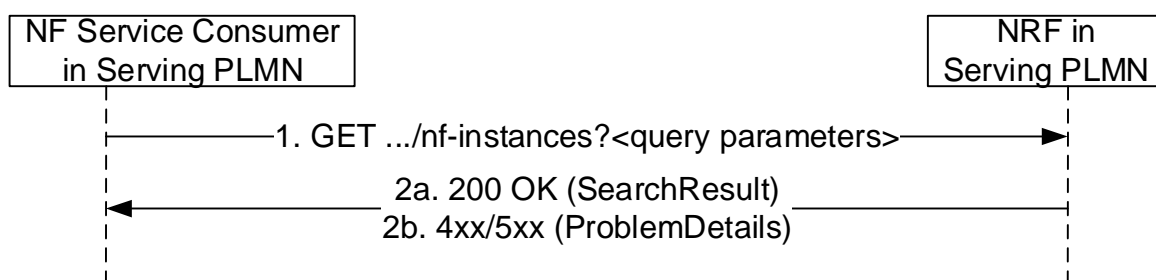 NF Service Consumer
in Serving PLMN
NRF in
Serving PLMN
1. GET .../nf-instances?<query parameters>
2a. 200 OK (SearchResult)
2b. 4xx/5xx (ProblemDetails)